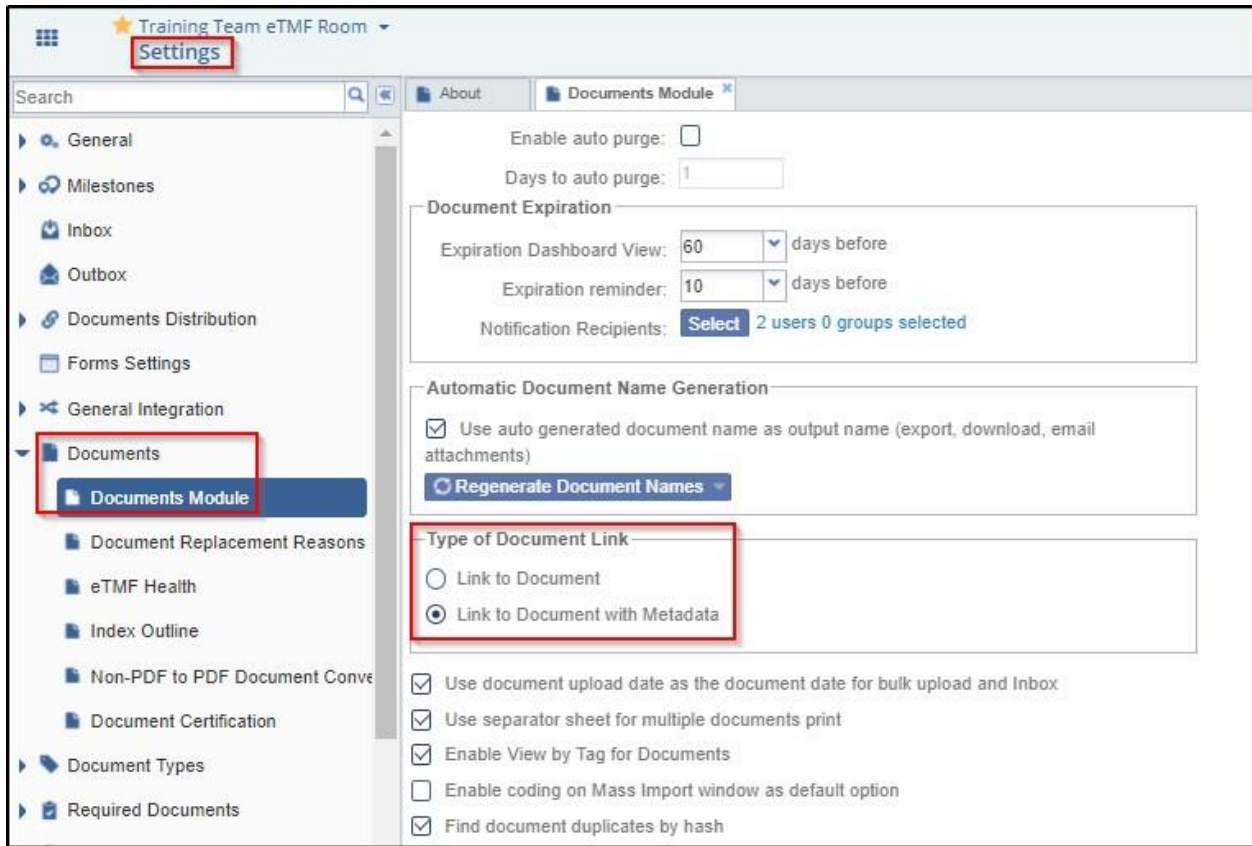 Training Team eTMF Room
Settings
Search
General
Milestones
Inbox
Outbox
Documents Distribution
Forms Settings
General Integration
Documents
Documents Module
Document Replacement Reasons
eTMF Health
Index Outline
Non-PDF to PDF Document Conve
Document Certification
Document Types
Required Documents
About
Documents Module
Enable auto purge:
Days to auto purge: 1
Document Expiration
Expiration Dashboard View: 60 days before
Expiration reminder: 10 days before
Notification Recipients: Select 2 users 0 groups selected
Automatic Document Name Generation
Use auto generated document name as output name (export, download, email
attachments)
Regenerate Document Names
Type of Document Link
Link to Document
Link to Document with Metadata
Use document upload date as the document date for bulk upload and Inbox
Use separator sheet for multiple documents print
Enable View by Tag for Documents
Enable coding on Mass Import window as default option
Find document duplicates by hash